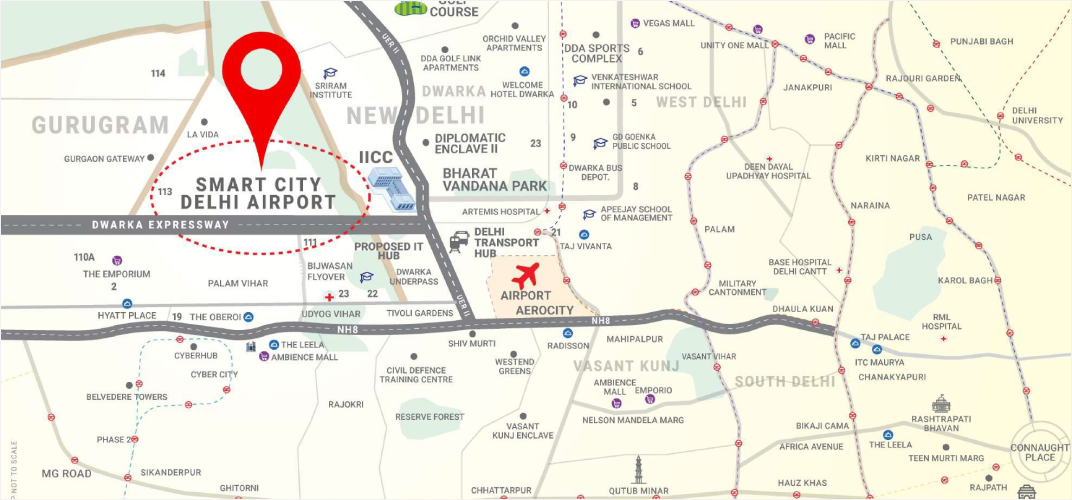 GOLF
COURSE
UER II
ORCHID VALLEY
APARTMENTS
VEGAS MALL
UNITY ONE MALL
PACIFIC
MALL
PUNJABI BAGH
DDA GOLF LINK
APARTMENTS
DDA SPORTS
COMPLEX
6
114
SRIRAM
INSTITUTE
WELCOME
HOTEL DWARKA
VENKATESHWAR
INTERNATIONAL SCHOOL
JANAKPURI
RAJOURI GARDEN
DWARKA
NEW DELHI
10
5
WEST DELHI
DELHI
UNIVERSITY
GURUGRAM
LA VIDA
DIPLOMATIC
ENCLAVE II
23
9
GD GOENKA
PUBLIC SCHOOL
GURGAON GATEWAY
IICC
KIRTI NAGAR
BHARAT
VANDANA PARK
DWARKA BUS
DEPOT.
DEEN DAYAL
UPADHYAY HOSPITAL
113
SMART CITY
DELHI AIRPORT
8
PATEL NAGAR
ARTEMIS HOSPITAL
APEEJAY SCHOOL
OF MANAGEMENT
NARAINA
DWARKA EXPRESSWAY
DELHI
TRANSPORT
HUB
21
TAJ VIVANTA
PALAM
PUSA
111
PROPOSED IT
HUB
110A
THE EMPORIUM
2
PALAM VIHAR
BIJWASAN
FLYOVER
DWARKA
UNDERPASS
BASE HOSPITAL
DELHI CANTT
KAROL BAGH
23
22
UER II
AIRPORT
AEROCITY
MILITARY
CANTONMENT
HYATT PLACE
19
THE OBEROI
UDYOG VIHAR
TIVOLI GARDENS
DHAULA KUAN
RML
HOSPITAL
NH8
NH8
SHIV MURTI
RADISSON
MAHIPALPUR
TAJ PALACE
THE LEELA
AMBIENCE MALL
CYBERHUB
WESTEND
GREENS
VASANT VIHAR
ITC MAURYA
CHANAKYAPURI
CYBER CITY
CIVIL DEFENCE
TRAINING CENTRE
VASANT KUNJ
SOUTH DELHI
BELVEDERE TOWERS
AMBIENCE
MALL
EMPORIO
RAJOKRI
RESERVE FOREST
NELSON MANDELA MARG
RASHTRAPATI
BHAVAN
PHASE 2
VASANT
KUNJ ENCLAVE
BIKAJI CAMA
AFRICA AVENUE
THE LEELA
TEEN MURTI MARG
CONNAUGHT
PLACE
MG ROAD
SIKANDERPUR
GHITORNI
CHHATTARPUR
QUTUB MINAR
HAUZ KHAS
RAJPATH
P NOT TO SCALE